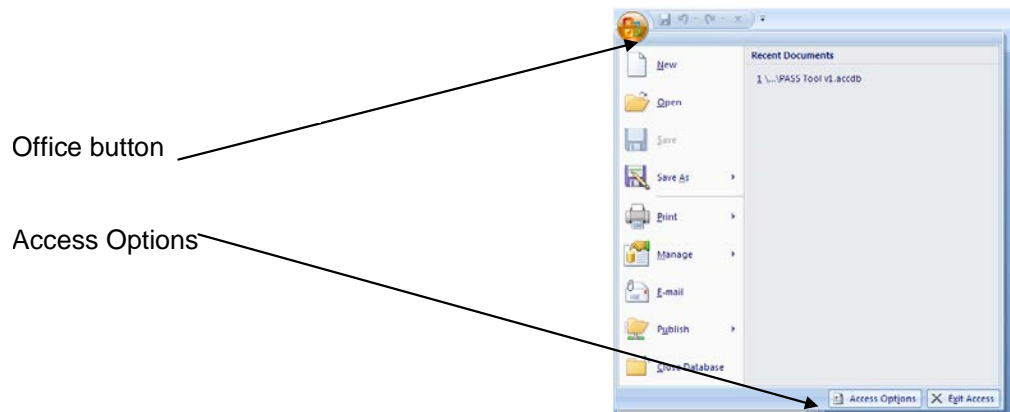 Office button
Access Options
Recent Documents
New
1 \...\PASS Tool v1.accdb
Open
Save
Save As
Print
Manage
E-mail
Publish
Close Database
Access Options
Exit Access